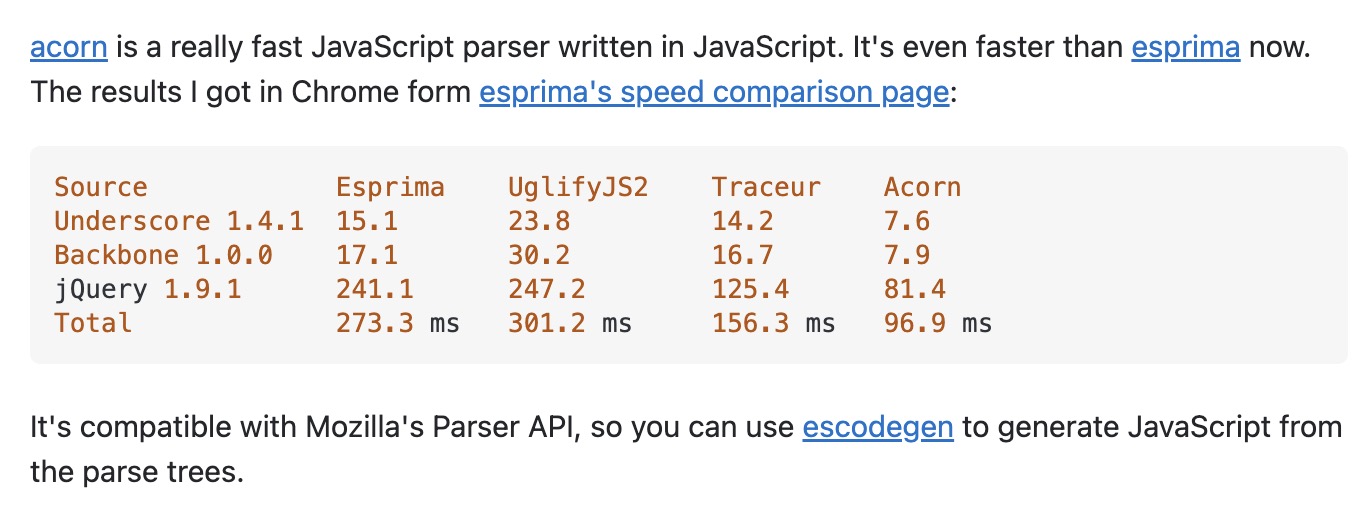 acorn is a really fast JavaScript parser written in JavaScript. It's even faster than esprima now.
The results I got in Chrome form esprima's speed comparison page:
Source Esprima UglifyJS2 Traceur Acorn
Underscore 1.4.1 15.1 23.8 14.2 7.6
Backbone 1.0.0 17.1 30.2 16.7 7.9
jQuery 1.9.1 241.1 247.2 125.4 81.4
Total 273.3 ms 301.2 ms 156.3 ms 96.9 ms
It's compatible with Mozilla's Parser API, so you can use escodegen to generate JavaScript from
the parse trees.